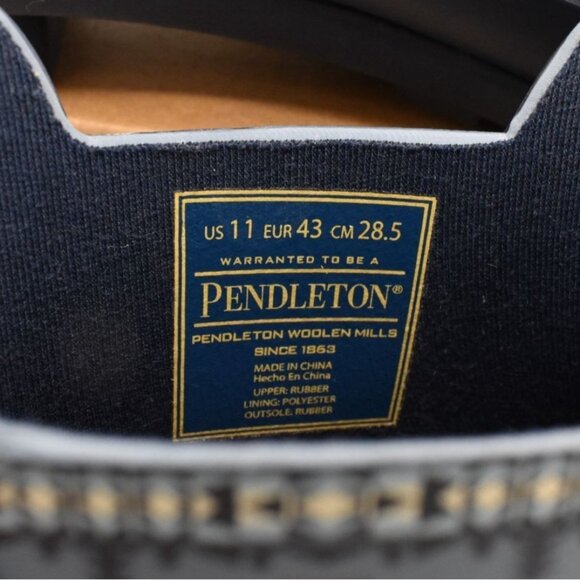 US 11 EUR 43 CM 28.5
WARRANTED TO BE A
PENDLETON®
PENDLETON WOOLEN MILLS
SINCE 1863
MADE IN CHINA
Hecho En China
UPPER: RUBBER
LINING: POLYESTER
OUTSOLE: RUBBER